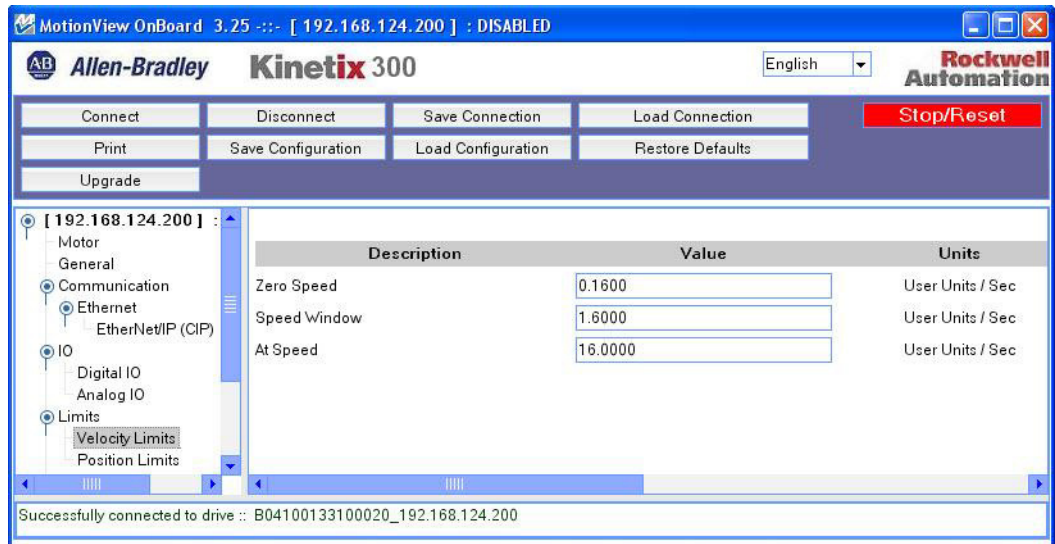 MotionView OnBoard 3.25 -::- [ 192.168.124.200 ] : DISABLED
AB Allen-Bradley Kinetix 300 English Rockwell Automation
Connect Disconnect Save Connection Load Connection Stop/Reset
Print Save Configuration Load Configuration Restore Defaults
Upgrade
[ 192.168.124.200 ] :
Motor
General
Communication
Ethernet
EtherNet/IP (CIP)
IO
Digital IO
Analog IO
Limits
Velocity Limits
Position Limits
Description Value Units
Zero Speed 0.1600 User Units / Sec
Speed Window 1.6000 User Units / Sec
At Speed 16.0000 User Units / Sec
Successfully connected to drive :: B04100133100020_192.168.124.200